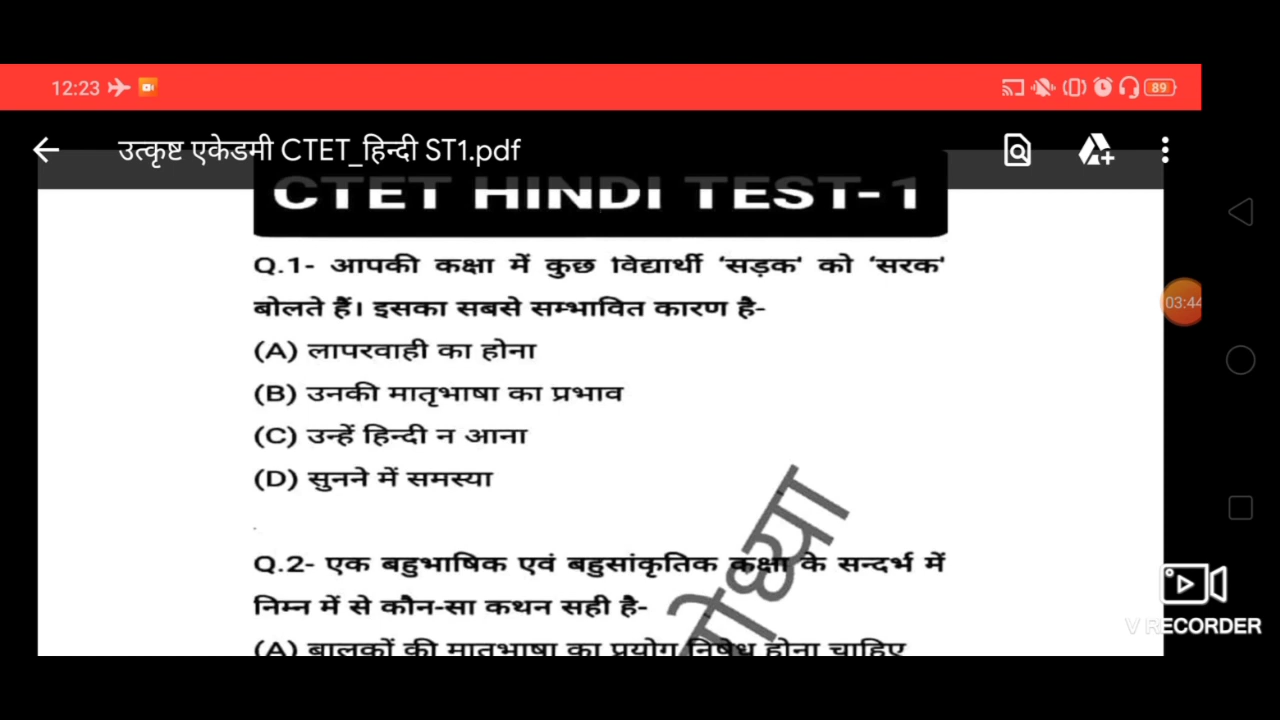 12:23
89
उत्कृष्ट एकेडमी CTET_हिन्दी ST1.pdf
CTET HINDI TEST-1
Q.1- आपकी कक्षा में कुछ विद्यार्थी ‘सड़क’ को ‘सरक’
बोलते हैं। इसका सबसे सम्भावित कारण है-
03:44
(A) लापरवाही का होना
(B) उनकी मातृभाषा का प्रभाव
(C) उन्हें हिन्दी न आना
(D) सुनने में समस्या
Q.2- एक बहुभाषिक एवं बहुसांकृतिक कक्षा के सन्दर्भ में
निम्न में से कौन-सा कथन सही है-
V RECORDER
(A) बालकों की मातृभाषा का प्रयोग निषेध होना चाहिए